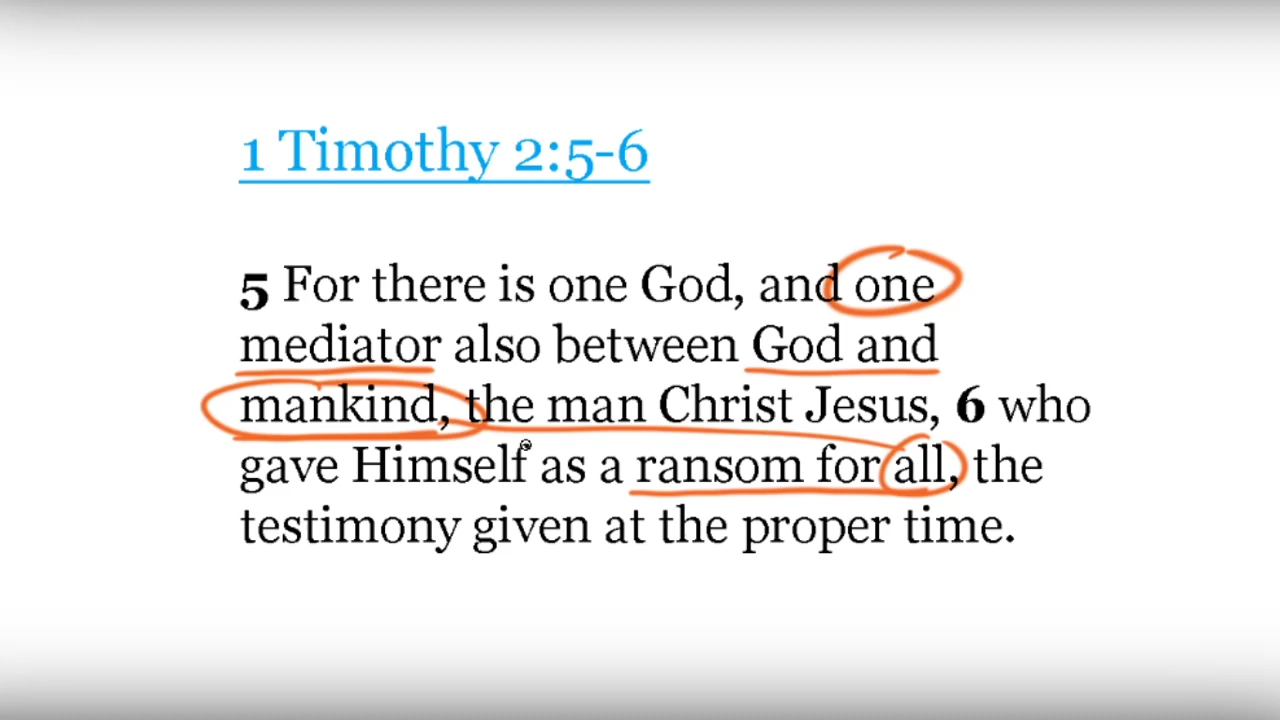 1 Timothy 2:5-6
5 For there is one God, and one
mediator also between God and
mankind, the man Christ Jesus, 6 who
gave Himself as a ransom for all, the
testimony given at the proper time.